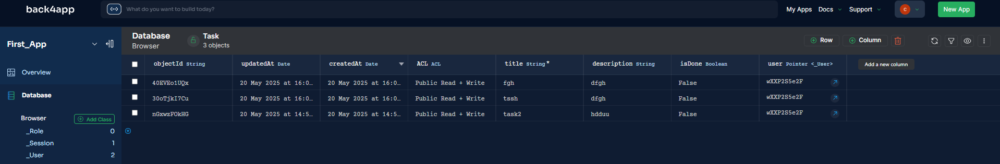 back4app
What do you want to build today?
My Apps Docs Support C New App
First_App
Overview
Database
Browser Add Class
_Role 0
_Session 1
_User 2
Database
Browser
Task
3 objects
Row Column
objectId String updatedAt Date createdAt Date ACL ACL title String* description String isDone Boolean user Pointer <_User> Add a new column
40EVEo1UQx 20 May 2025 at 16:0… 20 May 2025 at 16:0… Public Read + Write fgh dfgh False wXXP2S5e2F
30oTjkI7Cu 20 May 2025 at 16:0… 20 May 2025 at 16:0… Public Read + Write tssh dfgh False wXXP2S5e2F
nGxwzFOkHG 20 May 2025 at 14:5… 20 May 2025 at 14:5… Public Read + Write task2 hdduu False wXXP2S5e2F